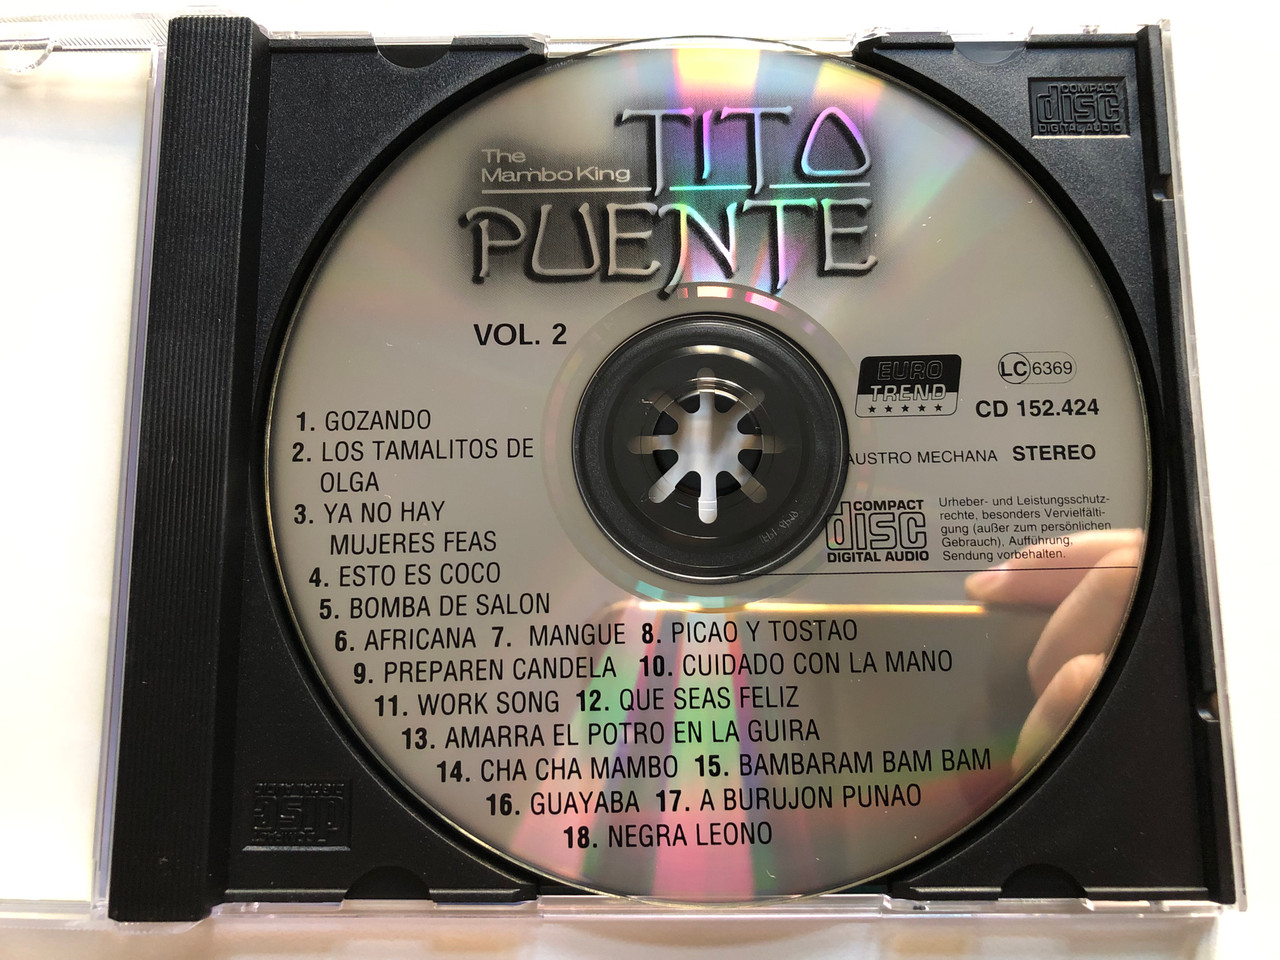 The
Mambo King
TITO
PUENTE
VOL. 2
COMPACT
disc
DIGITAL AUDIO
EURO
TREND
LC 6369
CD 152.424
AUSTRO MECHANA STEREO
COMPACT
disc
DIGITAL AUDIO
Urheber- und Leistungsschutz-
rechte, besonders Vervielfälti-
gung (außer zum persönlichen
Gebrauch), Aufführung,
Sendung vorbehalten.
1. GOZANDO
2. LOS TAMALITOS DE
OLGA
3. YA NO HAY
MUJERES FEAS
4. ESTO ES COCO
5. BOMBA DE SALON
6. AFRICANA 7. MANGUE 8. PICAO Y TOSTAO
9. PREPAREN CANDELA 10. CUIDADO CON LA MANO
11. WORK SONG 12. QUE SEAS FELIZ
13. AMARRA EL POTRO EN LA GUIRA
14. CHA CHA MAMBO 15. BAMBARAM BAM BAM
16. GUAYABA 17. A BURUJON PUNAO
18. NEGRA LEONO